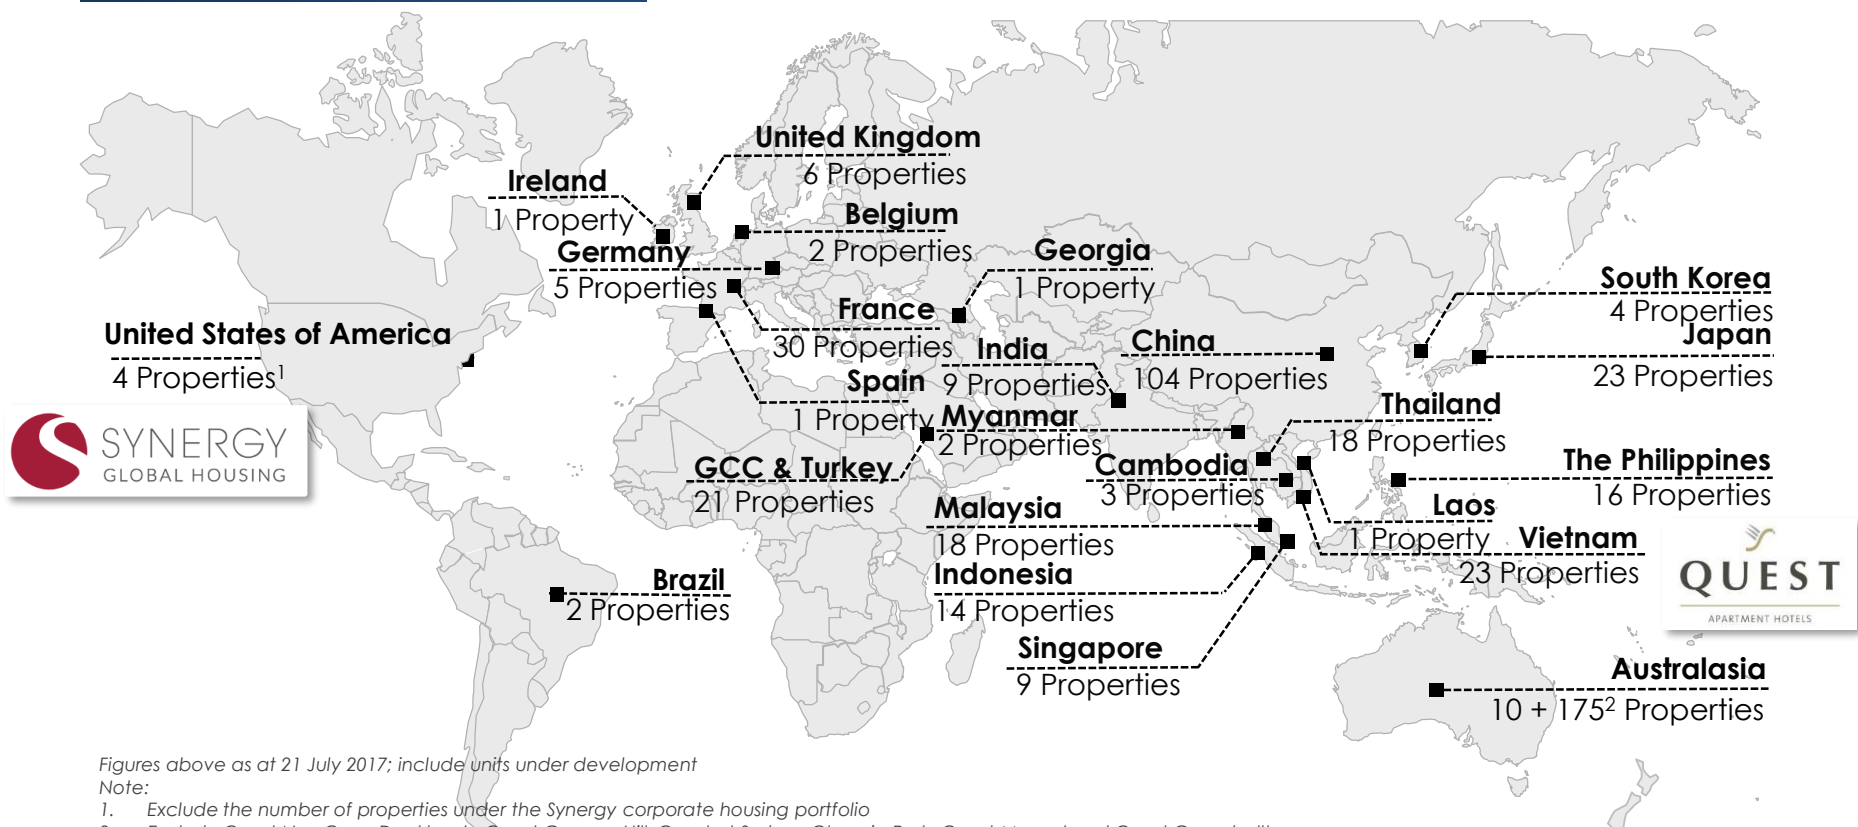 United Kingdom
6 Properties
Ireland
1 Property
Belgium
2 Properties
Germany
5 Properties
Georgia
1 Property
South Korea
4 Properties
France
30 Properties
United States of America
4 Properties1
Japan
23 Properties
India
9 Properties
China
104 Properties
Spain
1 Property
Myanmar
2 Properties
Thailand
18 Properties
SYNERGY
GLOBAL HOUSING
GCC & Turkey
21 Properties
Cambodia
3 Properties
The Philippines
16 Properties
Malaysia
18 Properties
Laos
1 Property
Vietnam
23 Properties
QUEST
APARTMENT HOTELS
Indonesia
14 Properties
Brazil
2 Properties
Singapore
9 Properties
Australasia
10 + 175² Properties
Figures above as at 21 July 2017; include units under development
Note:
1. Exclude the number of properties under the Synergy corporate housing portfolio